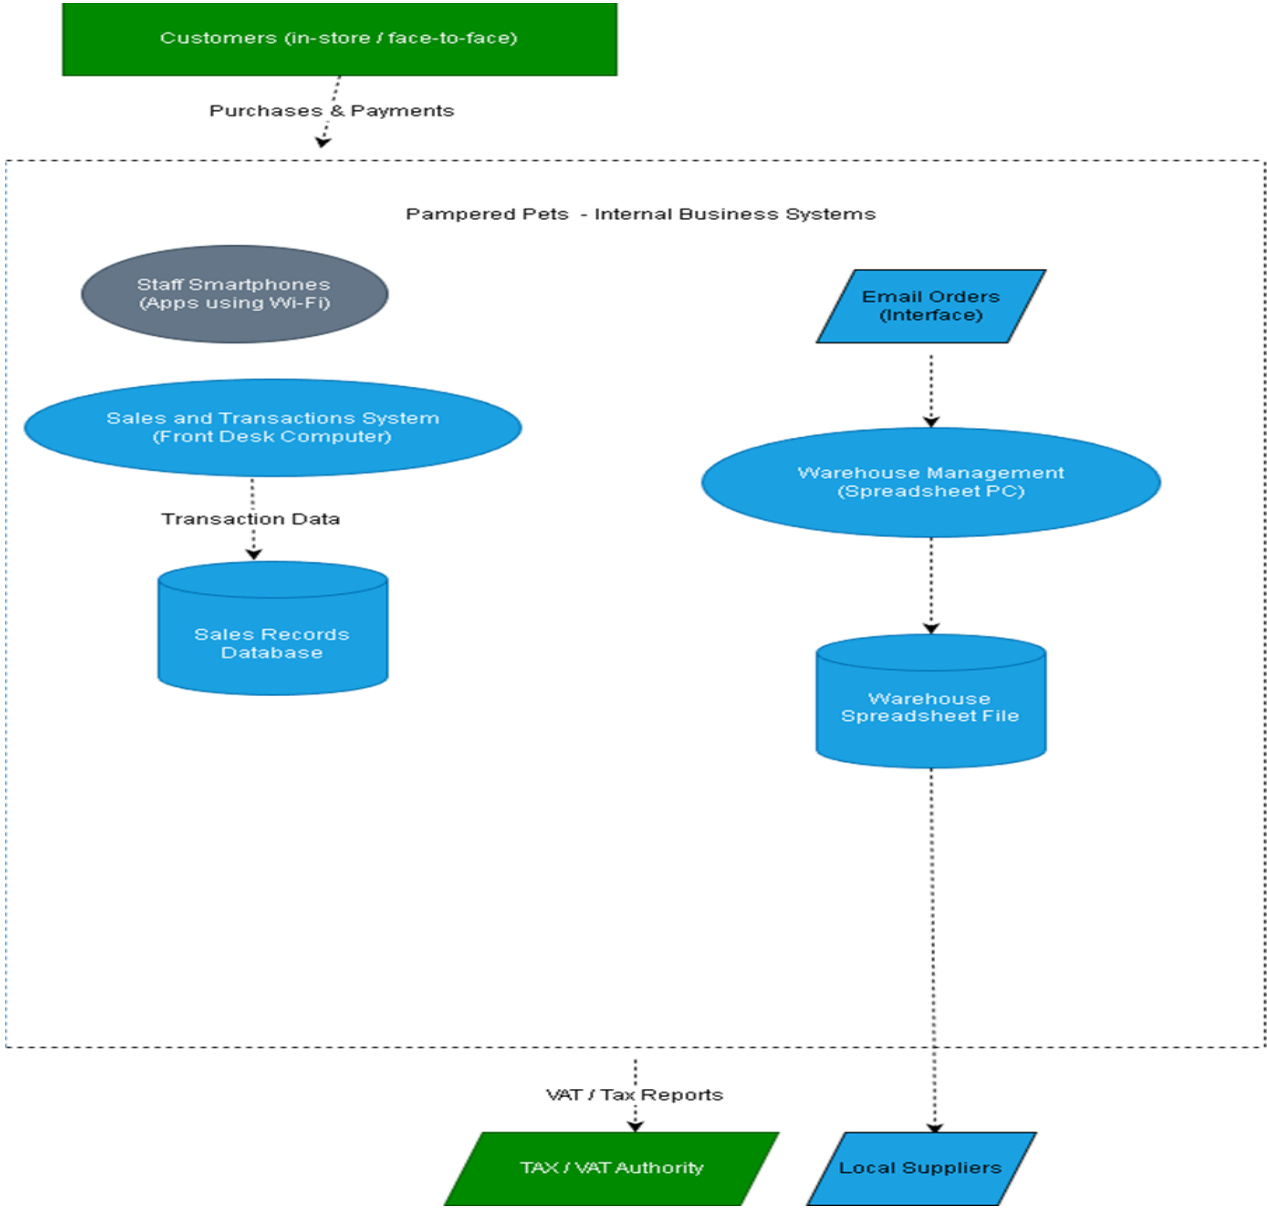 Customers (in-store / face-to-face)
Purchases & Payments
Pampered Pets - Internal Business Systems
Staff Smartphones
(Apps using Wi-Fi)
Email Orders
(Interface)
Sales and Transactions System
(Front Desk Computer)
Warehouse Management
(Spreadsheet PC)
Transaction Data
Sales Records
Database
Warehouse
Spreadsheet File
VAT / Tax Reports
TAX / VAT Authority
Local Suppliers